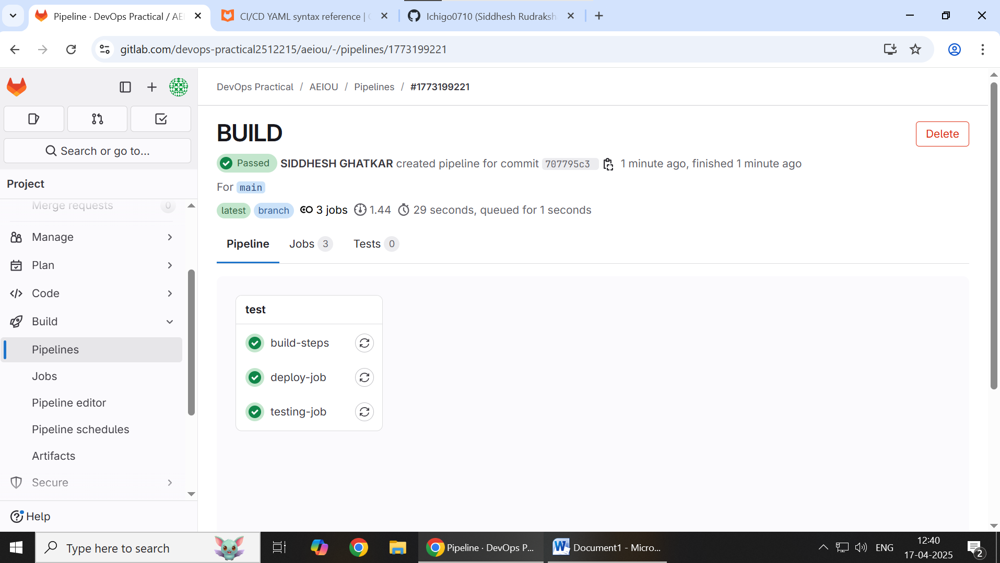 Pipeline · DevOps Practical / AE
CI/CD YAML syntax reference |
Ichigo0710 (Siddhesh Rudraksh
gitlab.com/devops-practical2512215/aeiou/-/pipelines/1773199221
DevOps Practical / AEIOU / Pipelines / #1773199221
Search or go to...
Project
Merge requests 0
Manage
Plan
Code
Build
Pipelines
Jobs
Pipeline editor
Pipeline schedules
Artifacts
Secure
Help
BUILD
Delete
Passed SIDDHESH GHATKAR created pipeline for commit 707795c3 1 minute ago, finished 1 minute ago
For main
latest branch 3 jobs 1.44 29 seconds, queued for 1 seconds
Pipeline Jobs 3 Tests 0
test
build-steps
deploy-job
testing-job
Type here to search
Pipeline · DevOps P...
Document1 - Micro...
ENG
12:40
17-04-2025
2